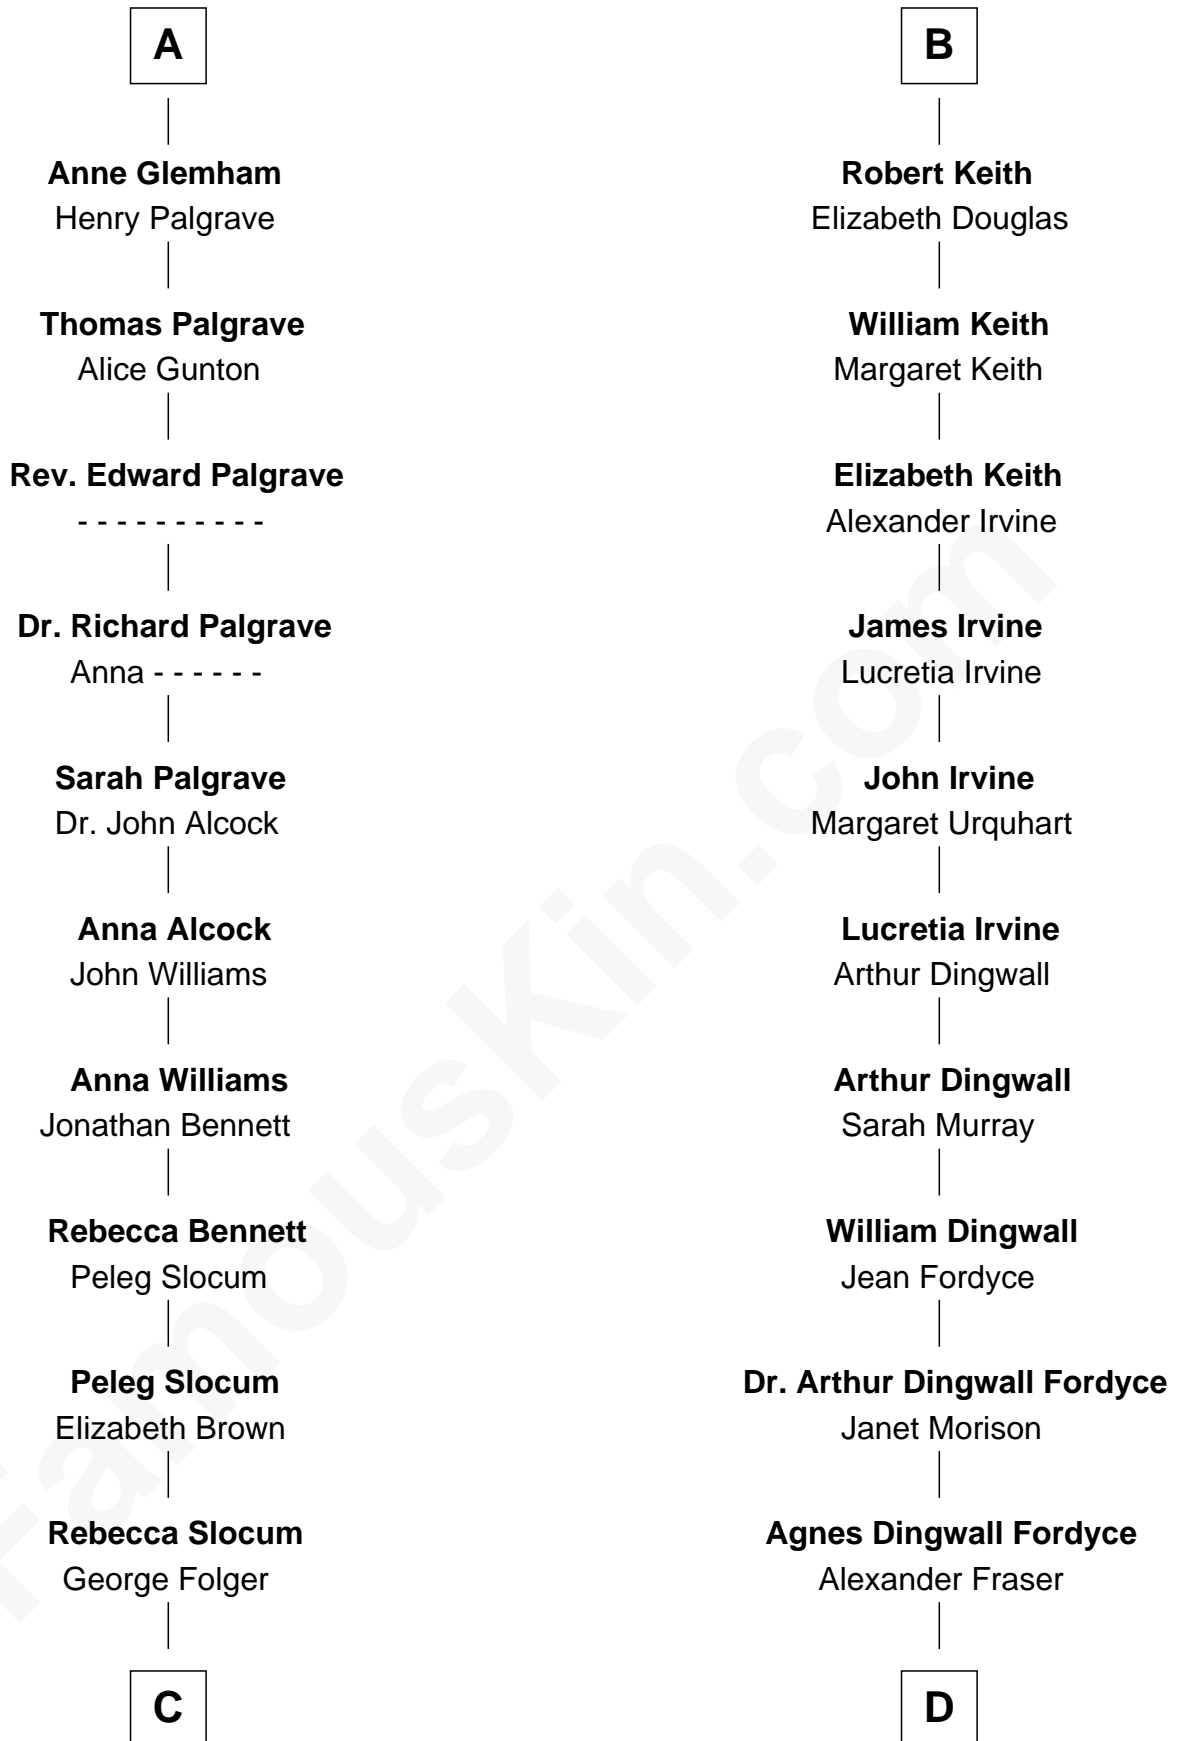 A
Anne Glemham
Henry Palgrave
Thomas Palgrave
Alice Gunton
Rev. Edward Palgrave
- - - - - - - - - -
Dr. Richard Palgrave
Anna - - - - - -
Sarah Palgrave
Dr. John Alcock
Anna Alcock
John Williams
Anna Williams
Jonathan Bennett
Rebecca Bennett
Peleg Slocum
Peleg Slocum
Elizabeth Brown
Rebecca Slocum
George Folger
C
B
Robert Keith
Elizabeth Douglas
William Keith
Margaret Keith
Elizabeth Keith
Alexander Irvine
James Irvine
Lucretia Irvine
John Irvine
Margaret Urquhart
Lucretia Irvine
Arthur Dingwall
Arthur Dingwall
Sarah Murray
William Dingwall
Jean Fordyce
Dr. Arthur Dingwall Fordyce
Janet Morison
Agnes Dingwall Fordyce
Alexander Fraser
D
FamousKin.com